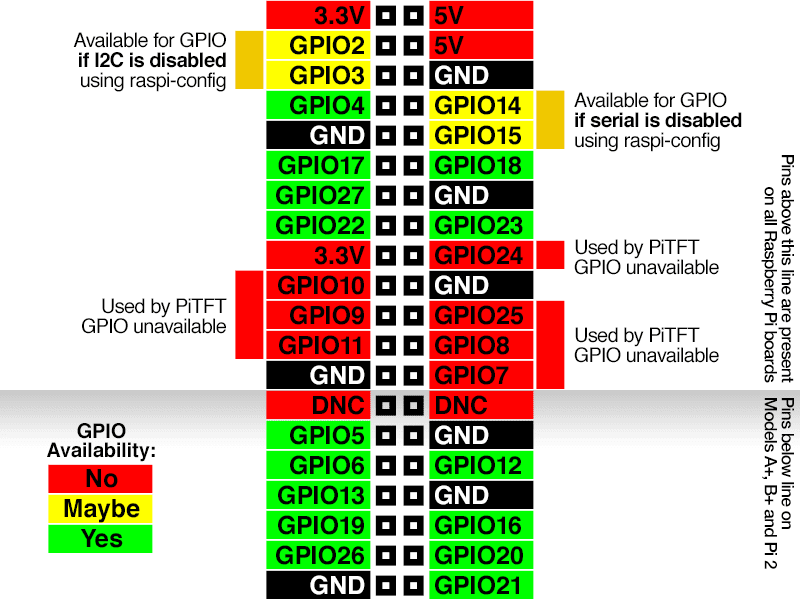 3.3V 5V
Available for GPIO
if I2C is disabled
using raspi-config
GPIO2 5V
GPIO3 GND
GPIO4 GPIO14
GND GPIO15
Available for GPIO
if serial is disabled
using raspi-config
GPIO17 GPIO18
GPIO27 GND
GPIO22 GPIO23
3.3V GPIO24
Used by PiTFT
GPIO unavailable
GPIO10 GND
GPIO9 GPIO25
GPIO11 GPIO8
Used by PiTFT
GPIO unavailable
Used by PiTFT
GPIO unavailable
GND GPIO7
Pins above this line are present
on all Raspberry Pi boards
DNC DNC
GPIO5 GND
GPIO6 GPIO12
GPIO13 GND
GPIO19 GPIO16
GPIO26 GPIO20
GND GPIO21
Pins below line on
Models A+, B+ and Pi 2
GPIO
Availability:
No
Maybe
Yes